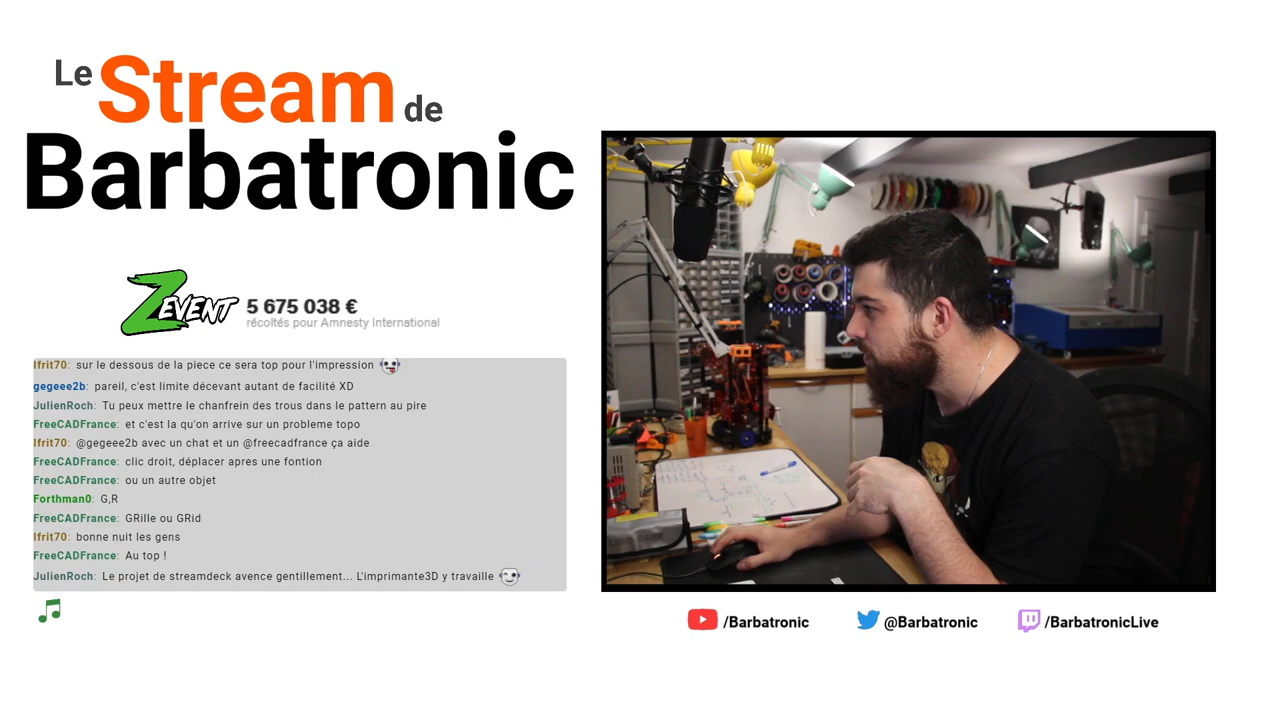 Le Stream de
Barbatronic
ZEVENT
5 675 038 €
récoltés pour Amnesty International
Ifrit70: sur le dessous de la piece ce sera top pour l'impression
gegeee2b: pareil, c'est limite décevant autant de facilité XD
JulienRoch: Tu peux mettre le chanfrein des trous dans le pattern au pire
FreeCADFrance: et c'est la qu'on arrive sur un probleme topo
Ifrit70: @gegeee2b avec un chat et un @freecadfrance ça aide
FreeCADFrance: clic droit, déplacer apres une fontion
FreeCADFrance: ou un autre objet
Forthman0: G,R
FreeCADFrance: GRille ou GRid
Ifrit70: bonne nuit les gens
FreeCADFrance: Au top !
JulienRoch: Le projet de streamdeck avence gentillement... L'imprimante3D y travaille
/Barbatronic
@Barbatronic
/BarbatronicLive